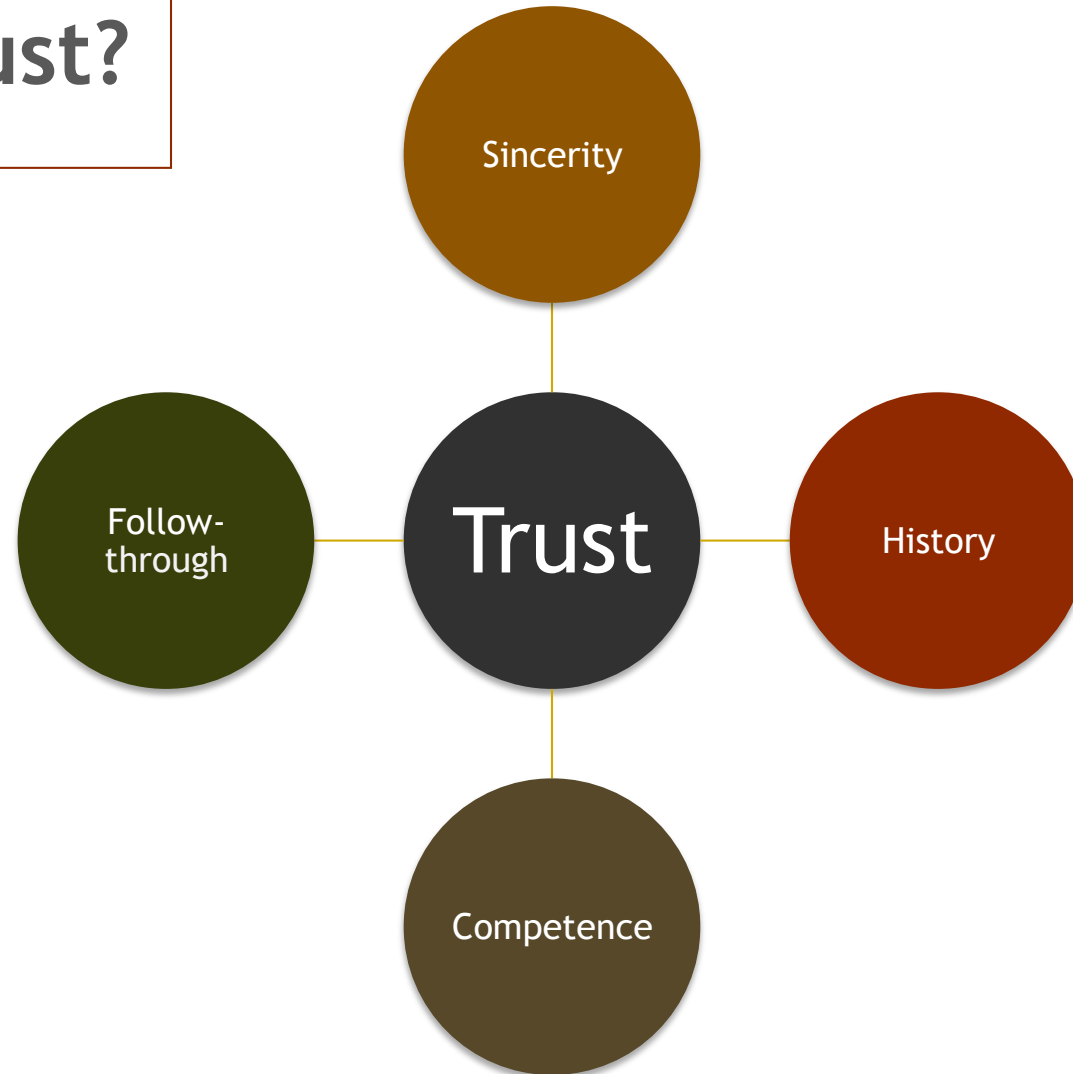 ust?
Sincerity
Follow-
through
Trust
History
Competence